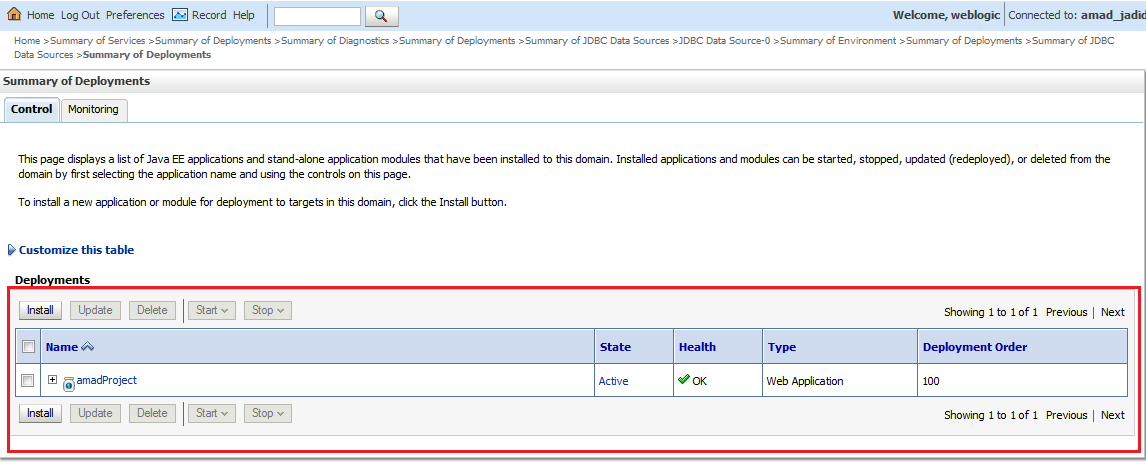 Home Log Out Preferences Record Help Welcome, weblogic Connected to: amad_jadid
Home >Summary of Services >Summary of Deployments >Summary of Diagnostics >Summary of Deployments >Summary of JDBC Data Sources >JDBC Data Source-0 >Summary of Environment >Summary of Deployments >Summary of JDBC
Data Sources >Summary of Deployments
Summary of Deployments
Control Monitoring
This page displays a list of Java EE applications and stand-alone application modules that have been installed to this domain. Installed applications and modules can be started, stopped, updated (redeployed), or deleted from the
domain by first selecting the application name and using the controls on this page.
To install a new application or module for deployment to targets in this domain, click the Install button.
Customize this table
Deployments
Install Update Delete Start Stop Showing 1 to 1 of 1 Previous | Next
Name State Health Type Deployment Order
amadProject Active OK Web Application 100
Install Update Delete Start Stop Showing 1 to 1 of 1 Previous | Next